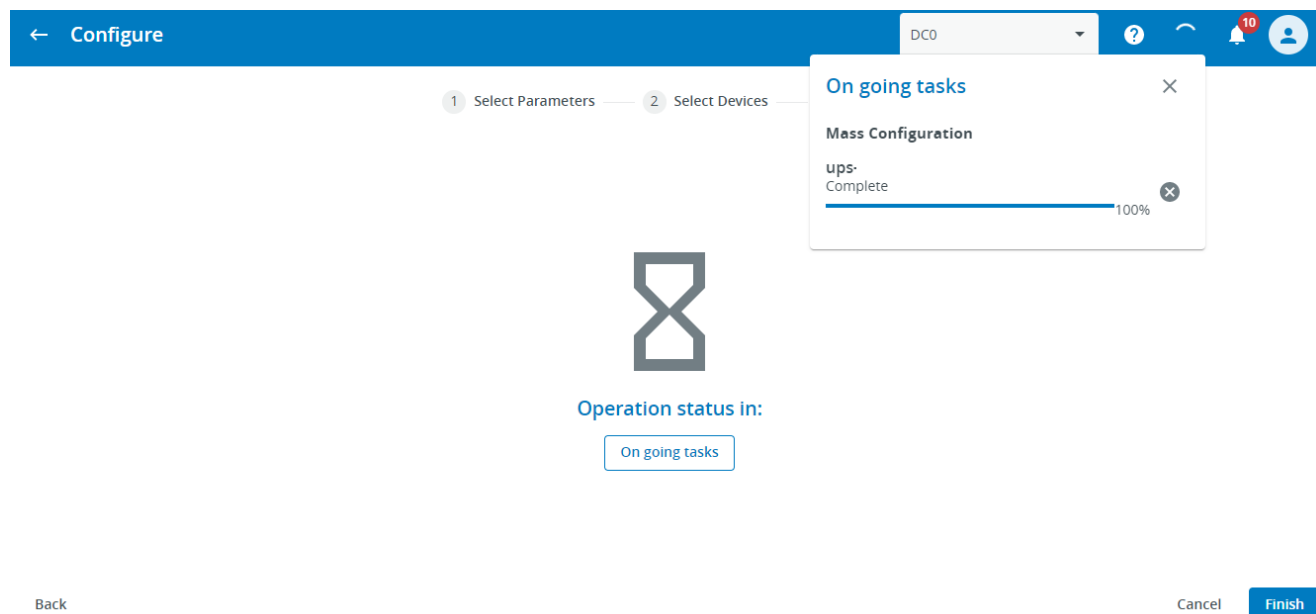 Configure
DC0
10
1 Select Parameters
2 Select Devices
On going tasks
Mass Configuration
ups-
Complete
100%
Operation status in:
On going tasks
Back
Cancel
Finish